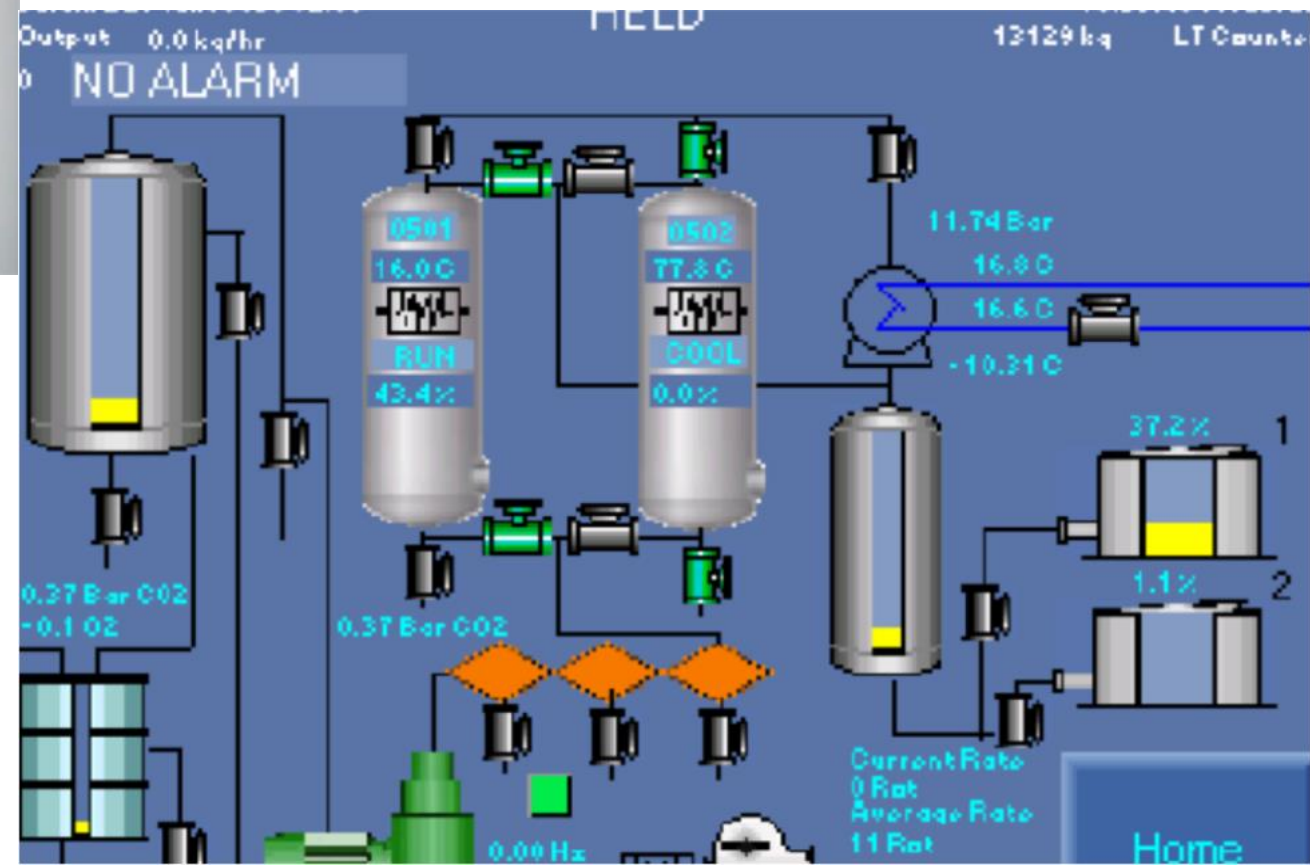 HELD
Output 0.0 kg/hr
13129 kg LT Counte
0 NO ALARM
0501
16.0 C
RUN
43.4%
0502
77.8 C
COOL
0.0%
11.74 Bar
16.8 C
16.6 C
-10.31 C
37.2% 1
1.1% 2
0.37 Bar CO2
-0.1 O2
0.37 Bar CO2
Current Rate
0 Rat
Average Rate
11 Rat
0.00 Hz
Home